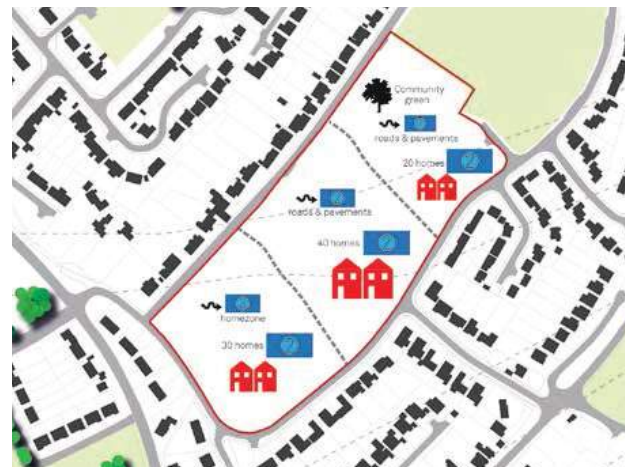 Community
green
roads & pavements
20 homes
roads & pavements
40 homes
homezone
30 homes